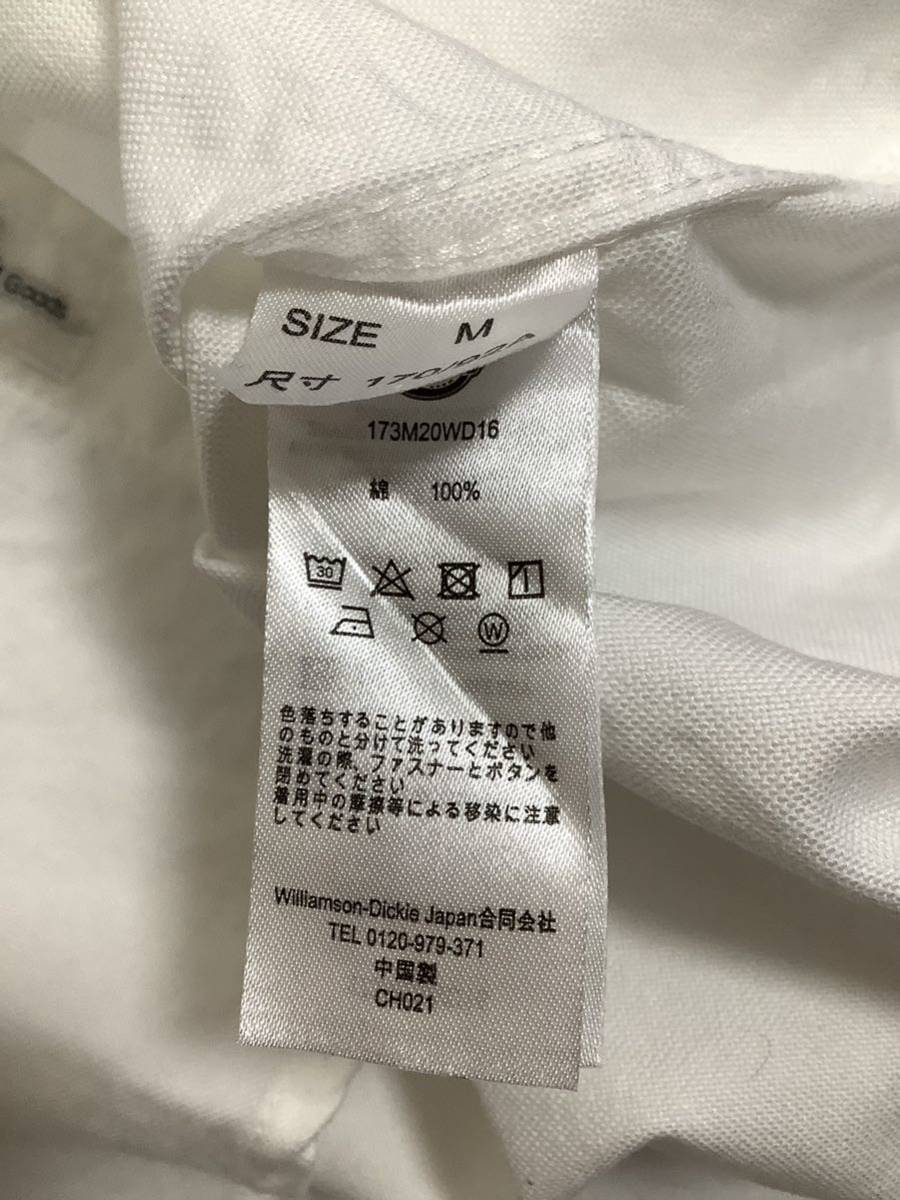 Goods
SIZE M
尺寸
173M20WD16
綿 100%
30
W
色落ちすることがありますので他
のものと分けて洗ってください
洗濯の際、ファスナーとボタンを
閉めてください
着用中の摩擦等による移染に注意
してください
Williamson-Dickie Japan合同会社
TEL 0120-979-371
中国製
CH021